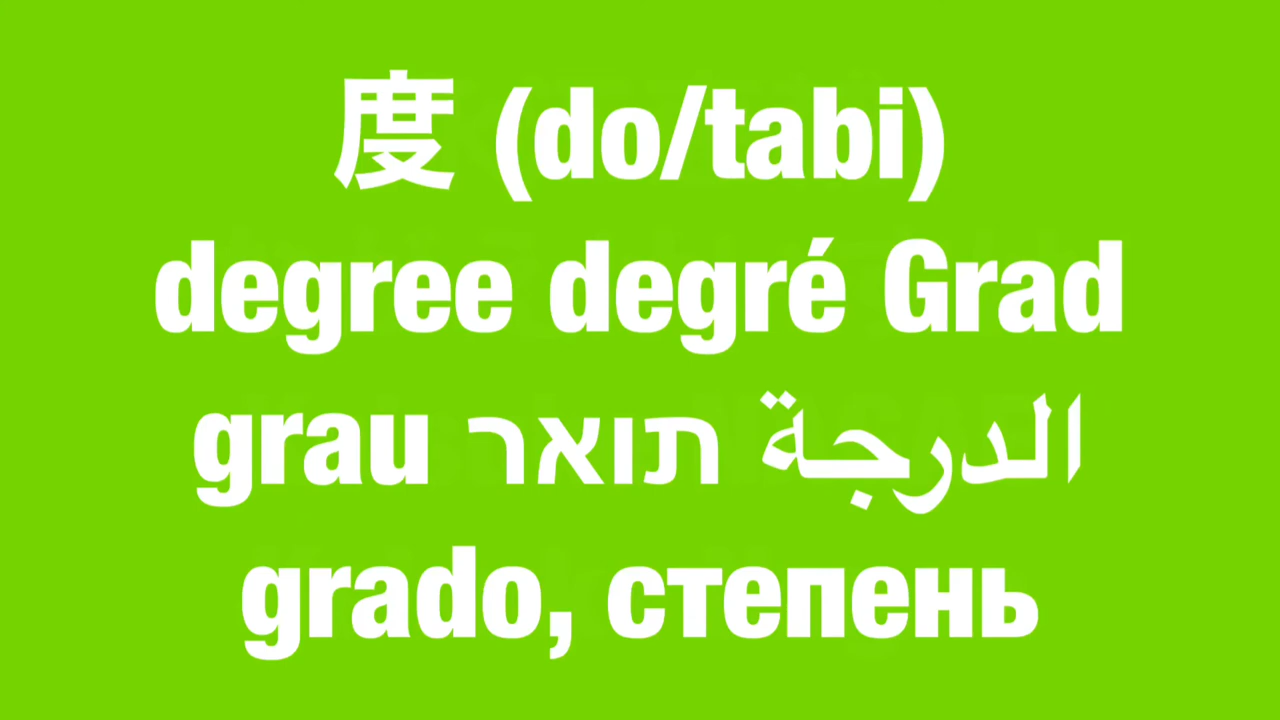 度 (do/tabi)
degree degré Grad
grau תואר الدرجة
grado, степень